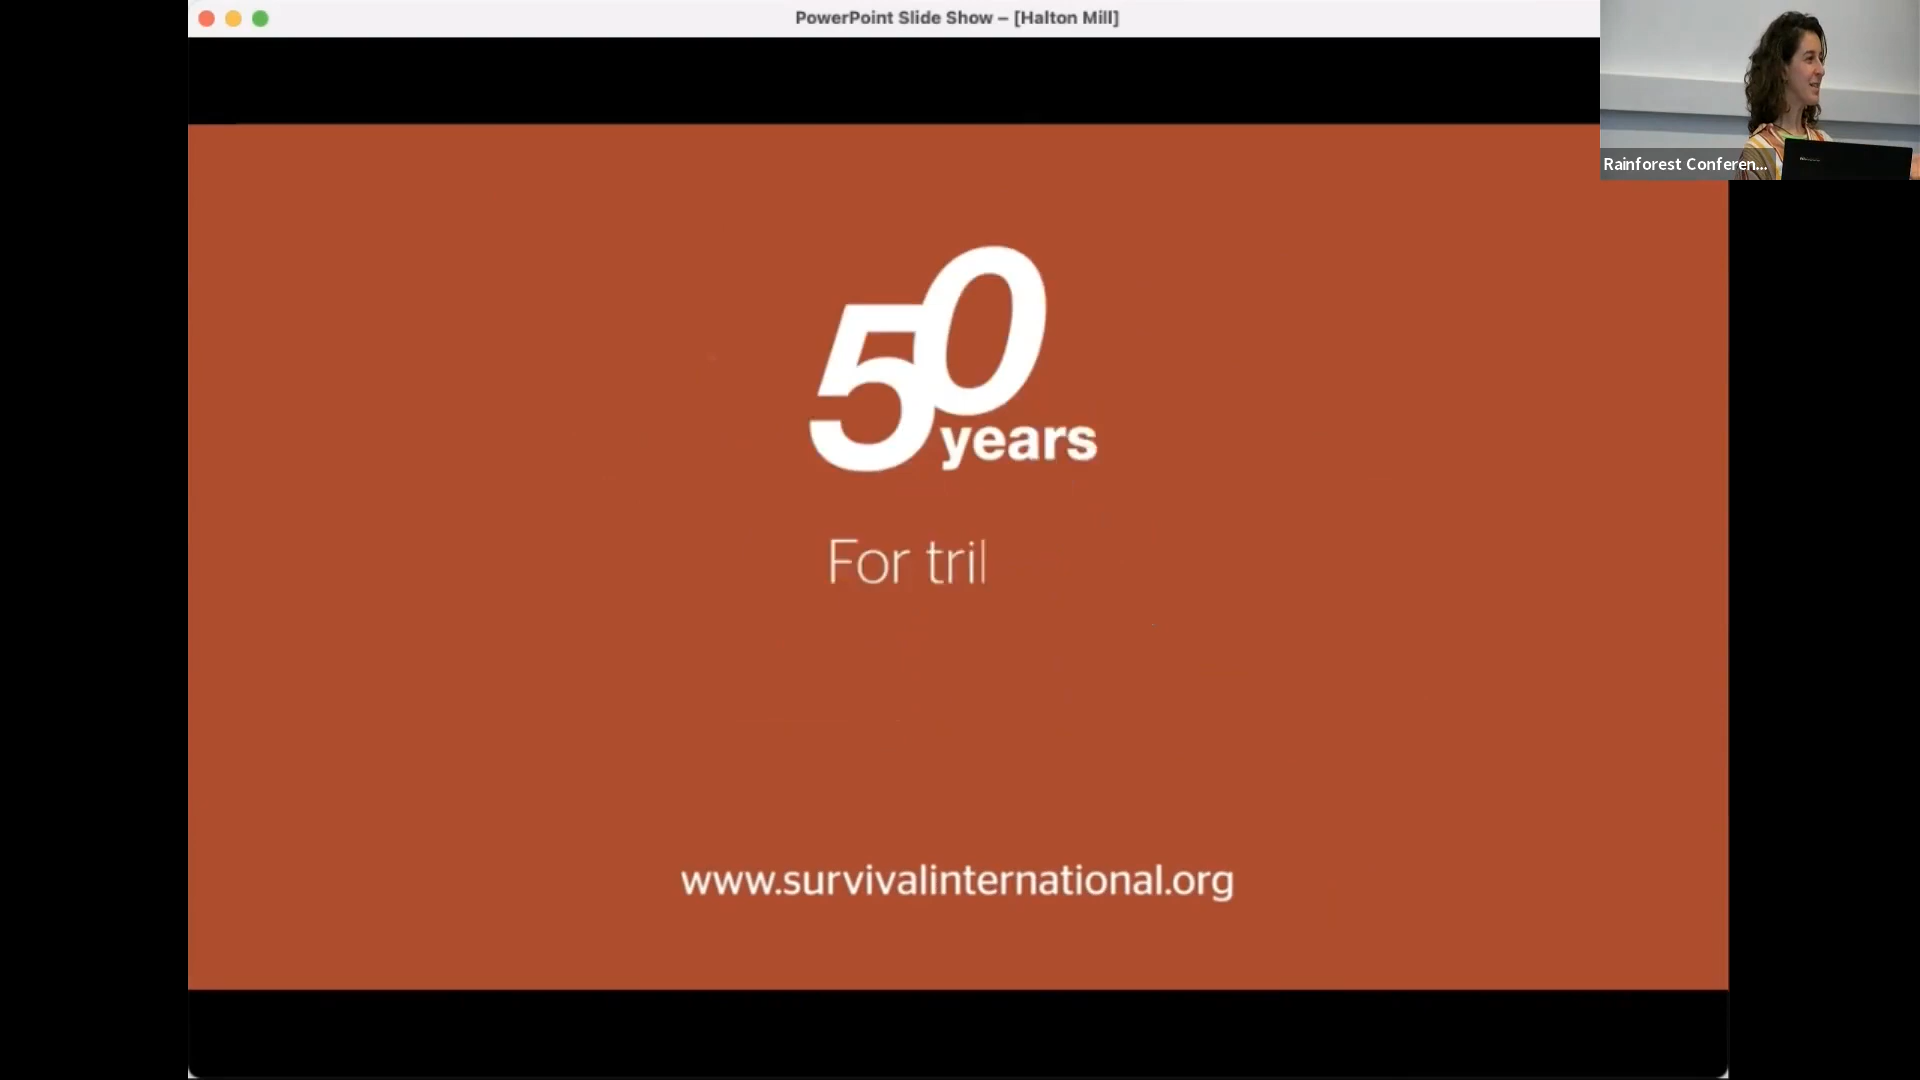 PowerPoint Slide Show – [Halton Mill]
Rainforest Conferen...
50
years
For tril
www.survivalinternational.org